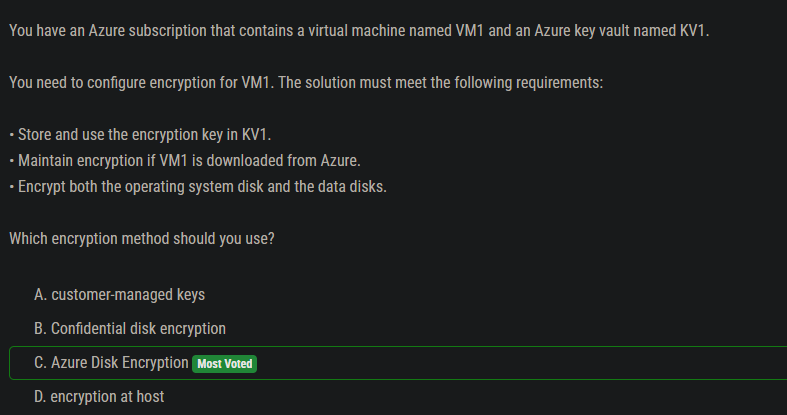 You have an Azure subscription that contains a virtual machine named VM1 and an Azure key vault named KV1.
You need to configure encryption for VM1. The solution must meet the following requirements:
• Store and use the encryption key in KV1.
• Maintain encryption if VM1 is downloaded from Azure.
• Encrypt both the operating system disk and the data disks.
Which encryption method should you use?
A. customer-managed keys
B. Confidential disk encryption
C. Azure Disk Encryption Most Voted
D. encryption at host